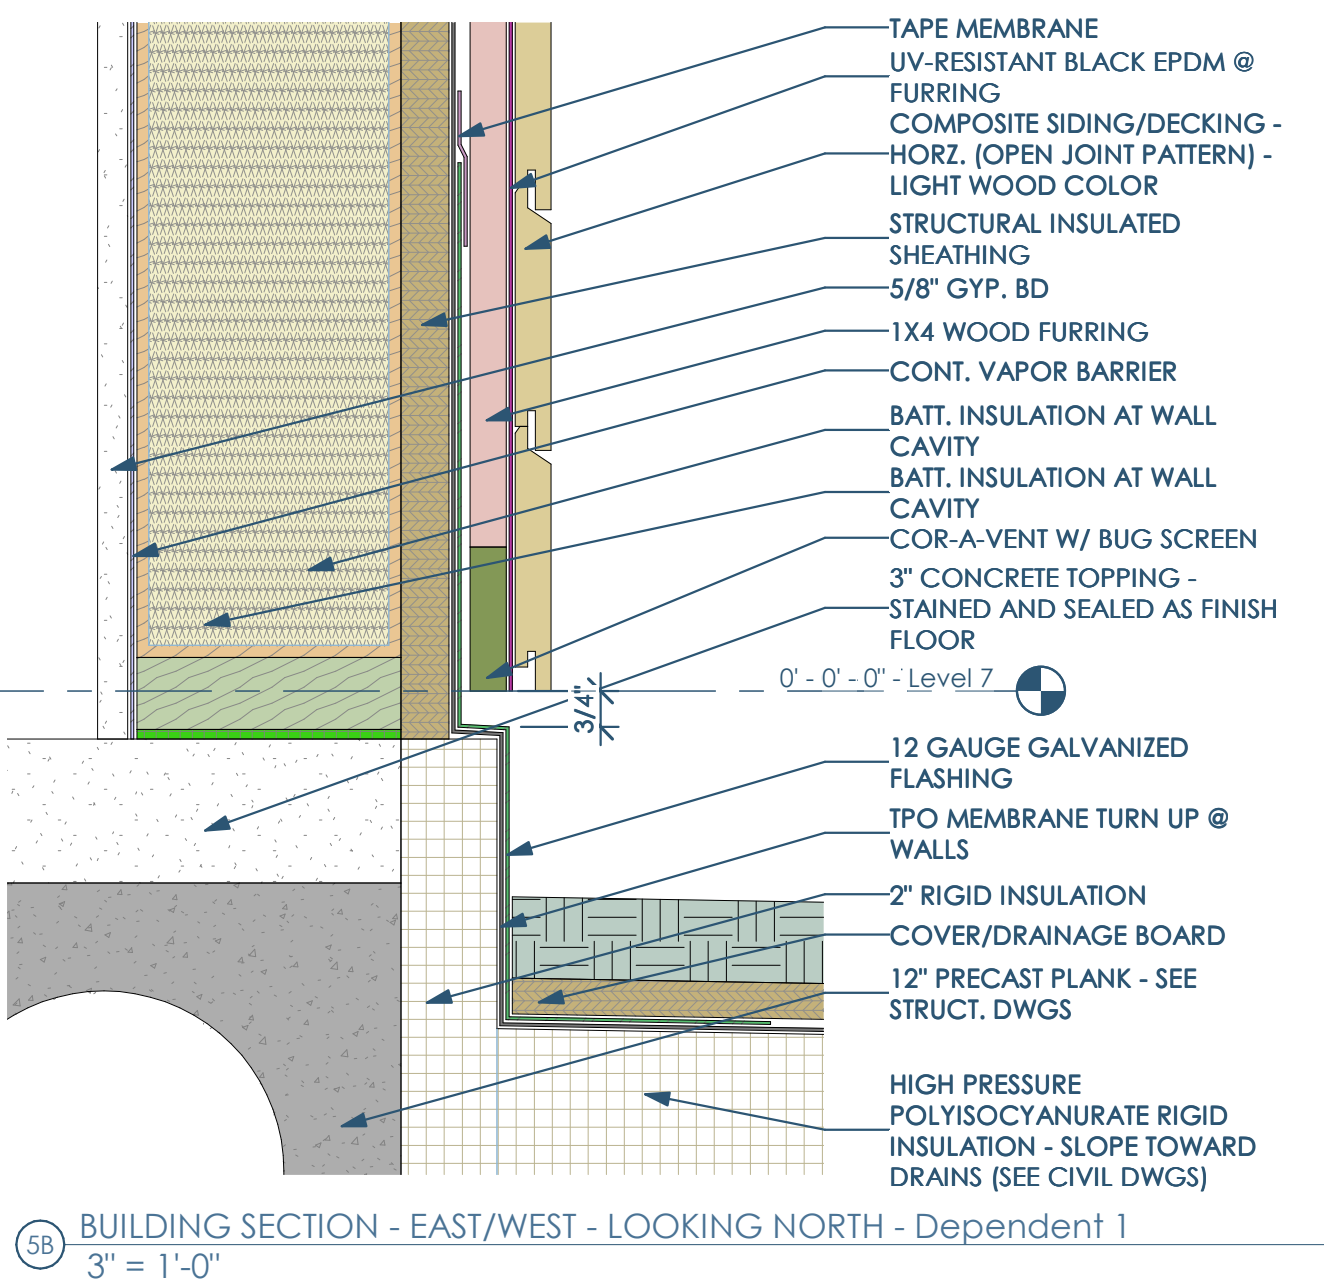 TAPE MEMBRANE
UV-RESISTANT BLACK EPDM @
FURRING
COMPOSITE SIDING/DECKING -
HORZ. (OPEN JOINT PATTERN) -
LIGHT WOOD COLOR
STRUCTURAL INSULATED
SHEATHING
5/8" GYP. BD
1X4 WOOD FURRING
CONT. VAPOR BARRIER
BATT. INSULATION AT WALL
CAVITY
BATT. INSULATION AT WALL
CAVITY
COR-A-VENT W/ BUG SCREEN
3" CONCRETE TOPPING -
STAINED AND SEALED AS FINISH
FLOOR
0' - 0' - 0" - Level 7
3/4"
12 GAUGE GALVANIZED
FLASHING
TPO MEMBRANE TURN UP @
WALLS
2" RIGID INSULATION
COVER/DRAINAGE BOARD
12" PRECAST PLANK - SEE
STRUCT. DWGS
HIGH PRESSURE
POLYISOCYANURATE RIGID
INSULATION - SLOPE TOWARD
DRAINS (SEE CIVIL DWGS)
5B
BUILDING SECTION - EAST/WEST - LOOKING NORTH - Dependent 1
3" = 1'-0"